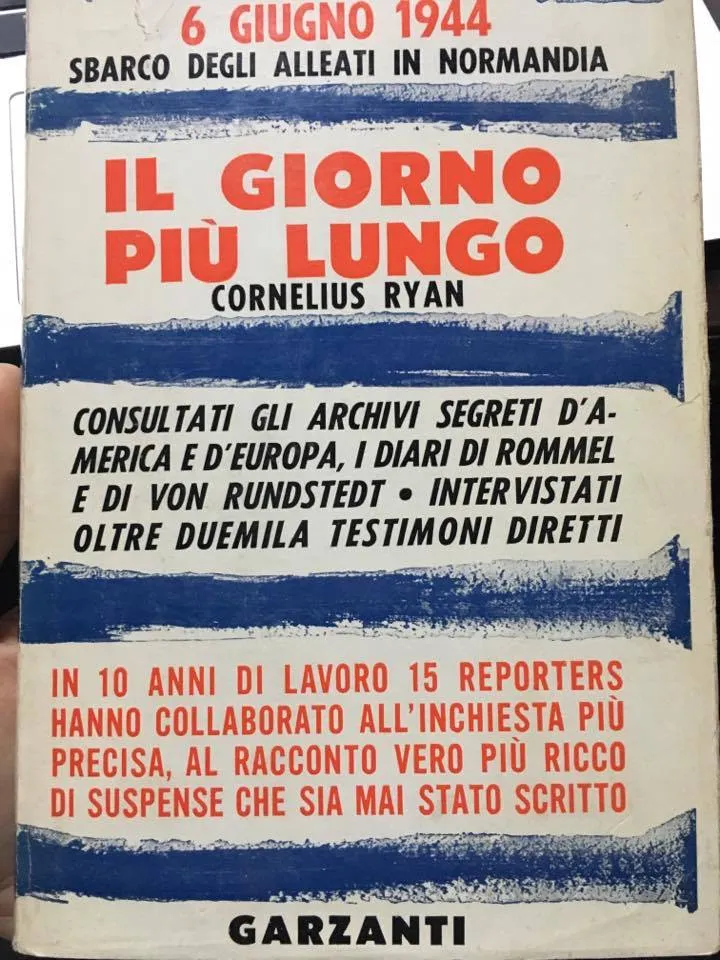 6 GIUGNO 1944
SBARCO DEGLI ALLEATI IN NORMANDIA
IL GIORNO
PIÙ LUNGO
CORNELIUS RYAN
CONSULTATI GLI ARCHIVI SEGRETI D'A-
MERICA E D'EUROPA, I DIARI DI ROMMEL
E DI VON RUNDSTEDT • INTERVISTATI
OLTRE DUEMILA TESTIMONI DIRETTI
IN 10 ANNI DI LAVORO 15 REPORTERS
HANNO COLLABORATO ALL'INCHIESTA PIÙ
PRECISA, AL RACCONTO VERO PIÙ RICCO
DI SUSPENSE CHE SIA MAI STATO SCRITTO
GARZANTI